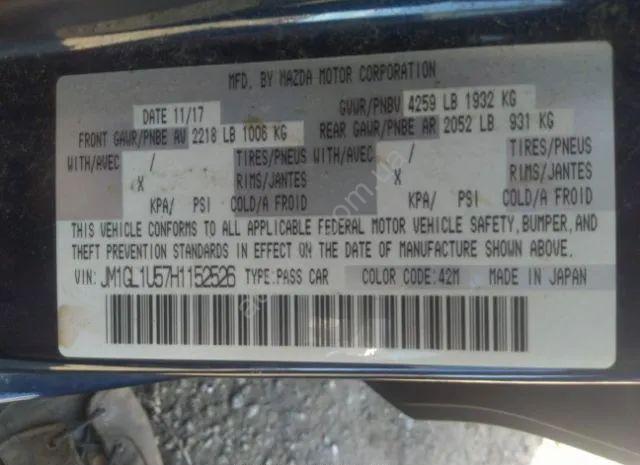 MFD. BY MAZDA MOTOR CORPORATION
DATE 11/17 GVWR/PNBV 4259 LB 1932 KG
FRONT GAWR/PNBE AV 2218 LB 1006 KG REAR GAWR/PNBE AR 2052 LB 931 KG
WITH/AVEC / TIRES/PNEUS WITH/AVEC / TIRES/PNEUS
X RIMS/JANTES X RIMS/JANTES
KPA/ PSI COLD/A FROID KPA/ PSI COLD/A FROID
THIS VEHICLE CONFORMS TO ALL APPLICABLE FEDERAL MOTOR VEHICLE SAFETY, BUMPER, AND
THEFT PREVENTION STANDARDS IN EFFECT ON THE DATE OF MANUFACTURE SHOWN ABOVE.
VIN: JM1GL1U57H1152526 TYPE:PASS CAR COLOR CODE:42M MADE IN JAPAN